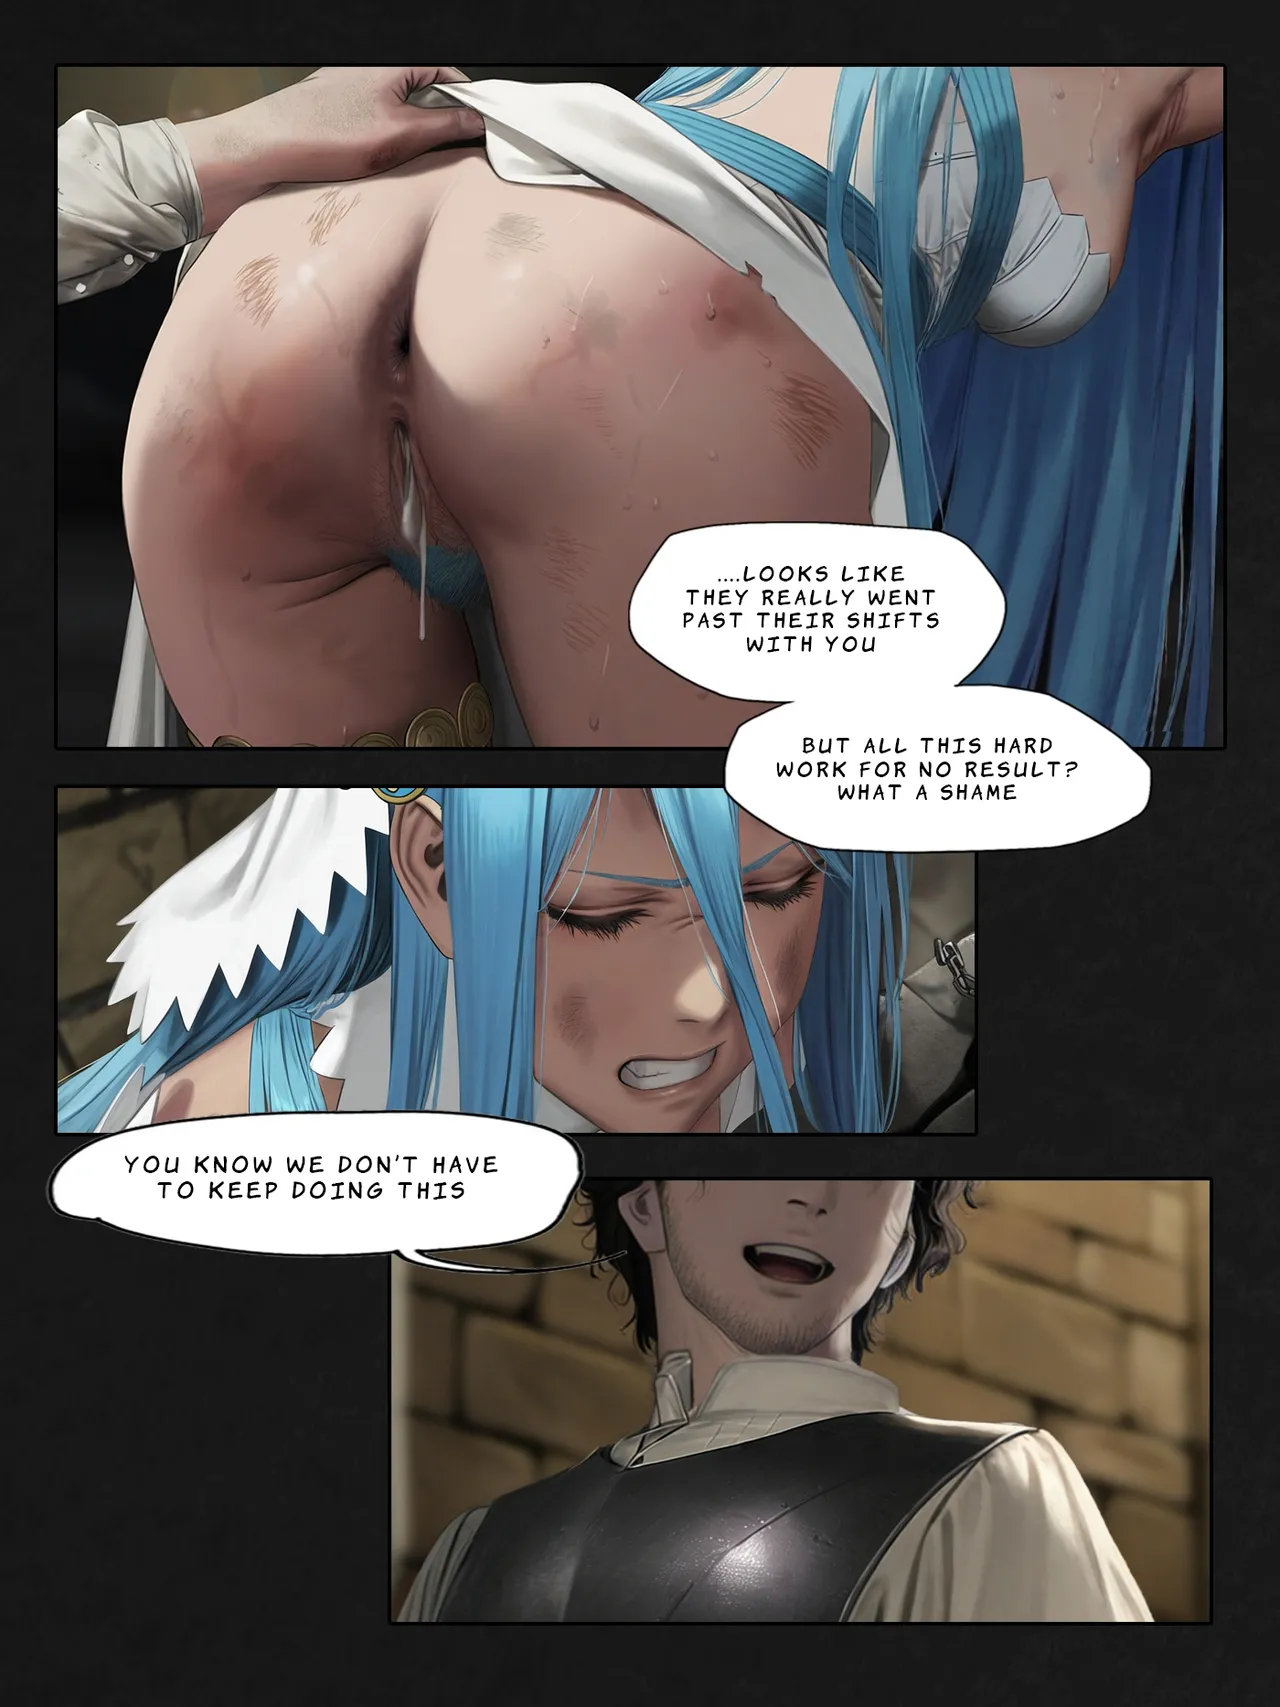 ....LOOKS LIKE
THEY REALLY WENT
PAST THEIR SHIFTS
WITH YOU
BUT ALL THIS HARD
WORK FOR NO RESULT?
WHAT A SHAME
YOU KNOW WE DON'T HAVE
TO KEEP DOING THIS